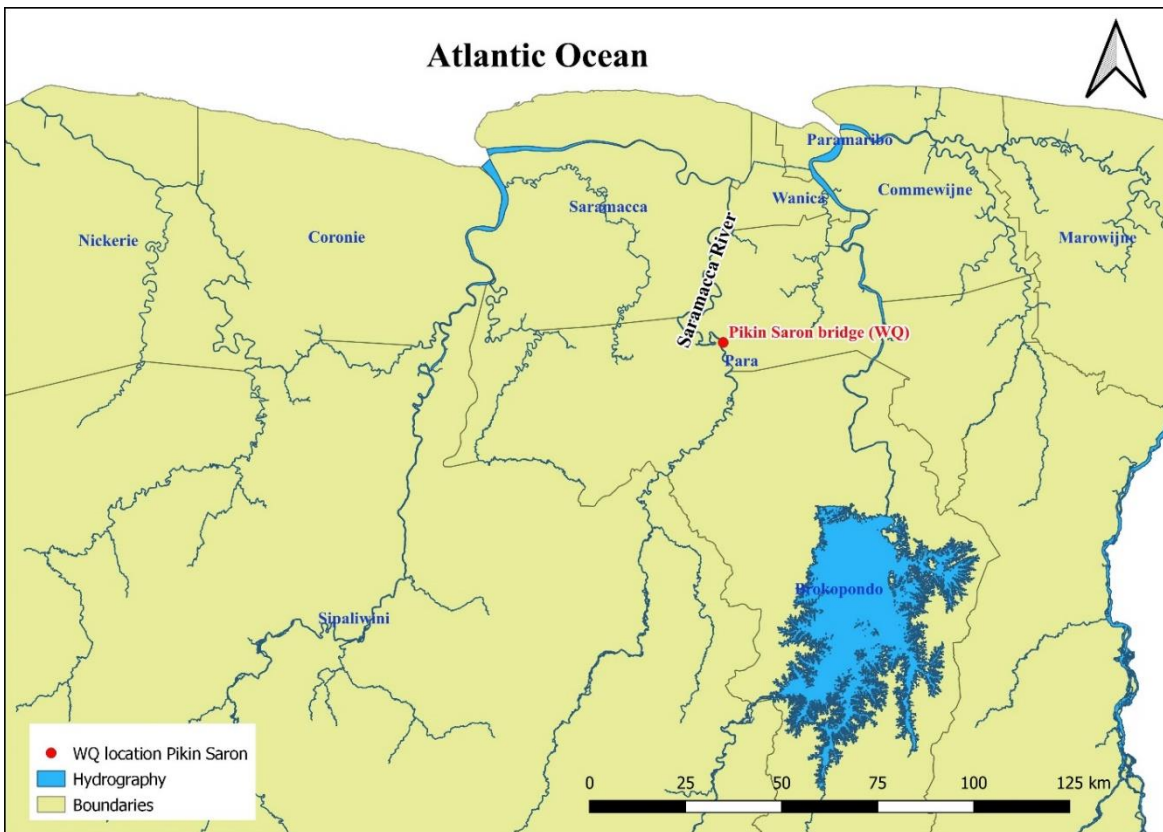 Atlantic Ocean
Paramaribo
Commewijne
Wanica
Saramacca
Nickerie
Coronie
Marowijne
Saramacca River
Pikin Saron bridge (WQ)
Para
Brokopondo
Sipaliwini
WQ location Pikin Saron
Hydrography
Boundaries
0 25 50 75 100 125 km